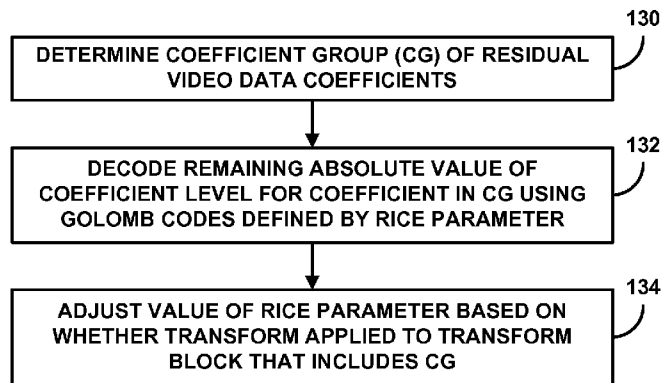 130
DETERMINE COEFFICIENT GROUP (CG) OF RESIDUAL
VIDEO DATA COEFFICIENTS
132
DECODE REMAINING ABSOLUTE VALUE OF
COEFFICIENT LEVEL FOR COEFFICIENT IN CG USING
GOLOMB CODES DEFINED BY RICE PARAMETER
134
ADJUST VALUE OF RICE PARAMETER BASED ON
WHETHER TRANSFORM APPLIED TO TRANSFORM
BLOCK THAT INCLUDES CG